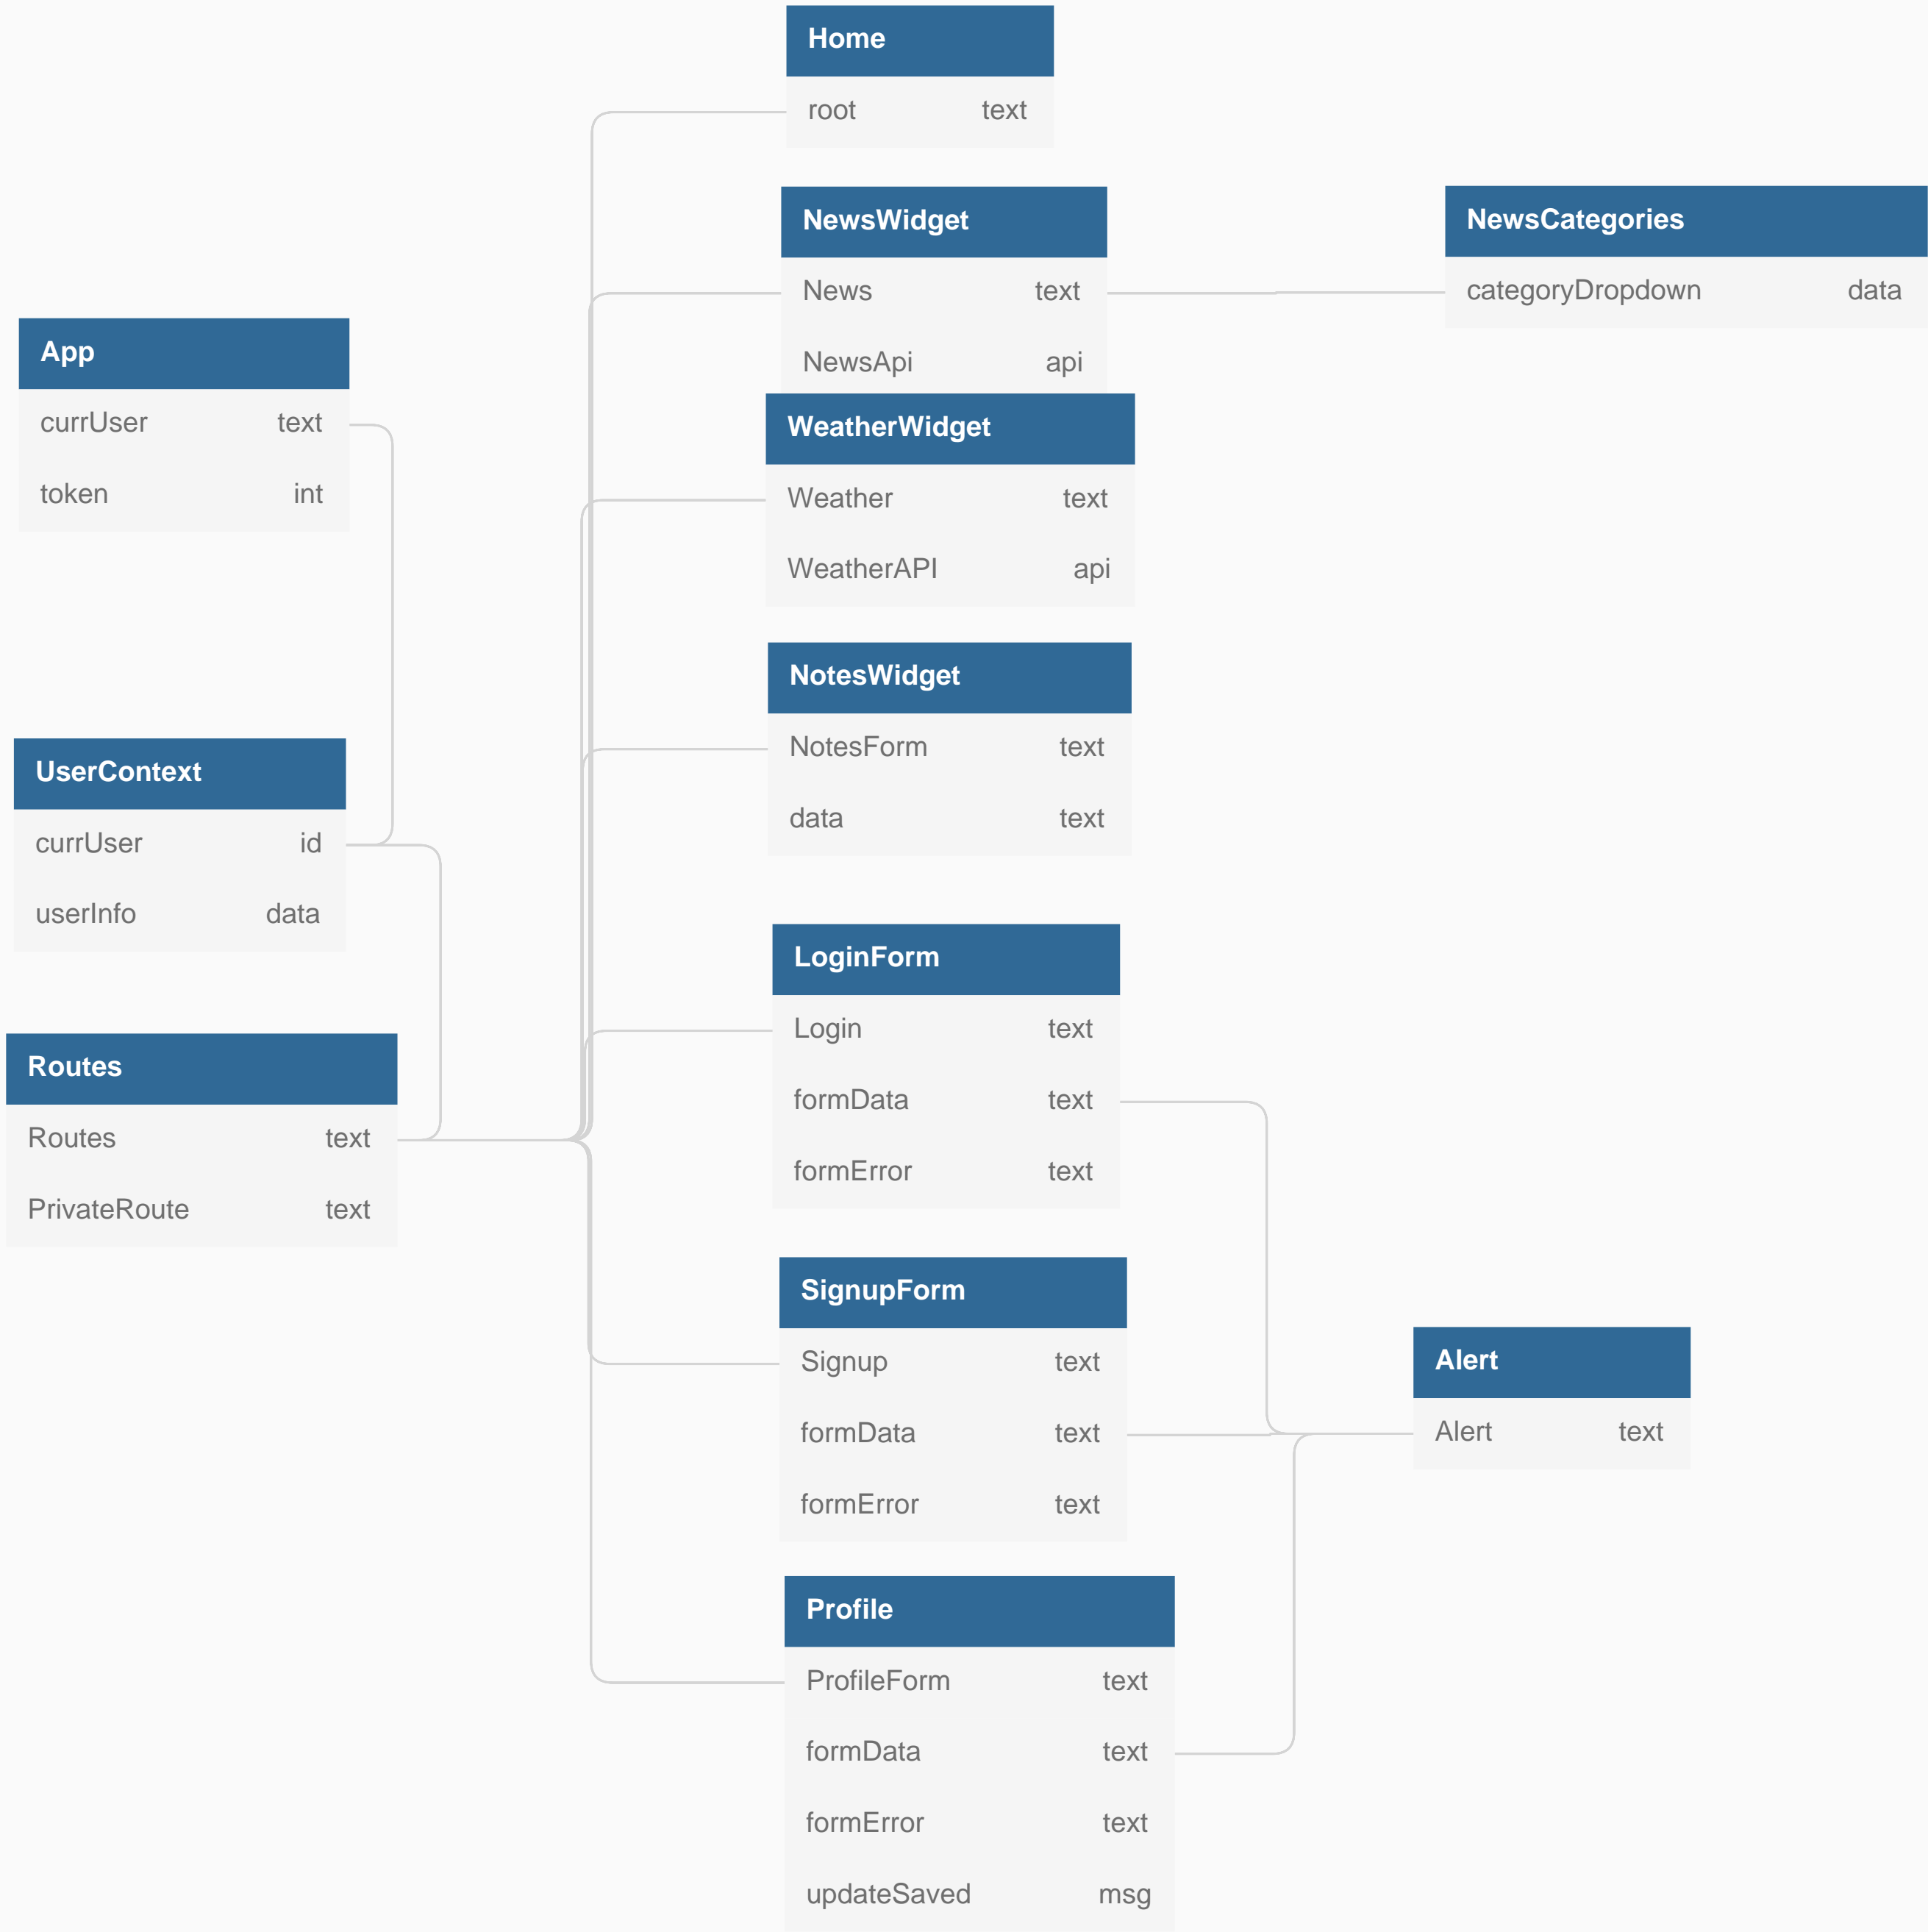 Home
root text
NewsWidget
News text
NewsApi api
NewsCategories
categoryDropdown data
App
currUser text
token int
WeatherWidget
Weather text
WeatherAPI api
NotesWidget
NotesForm text
data text
UserContext
currUser id
userInfo data
LoginForm
Login text
formData text
formError text
Routes
Routes text
PrivateRoute text
SignupForm
Signup text
formData text
formError text
Alert
Alert text
Profile
ProfileForm text
formData text
formError text
updateSaved msg